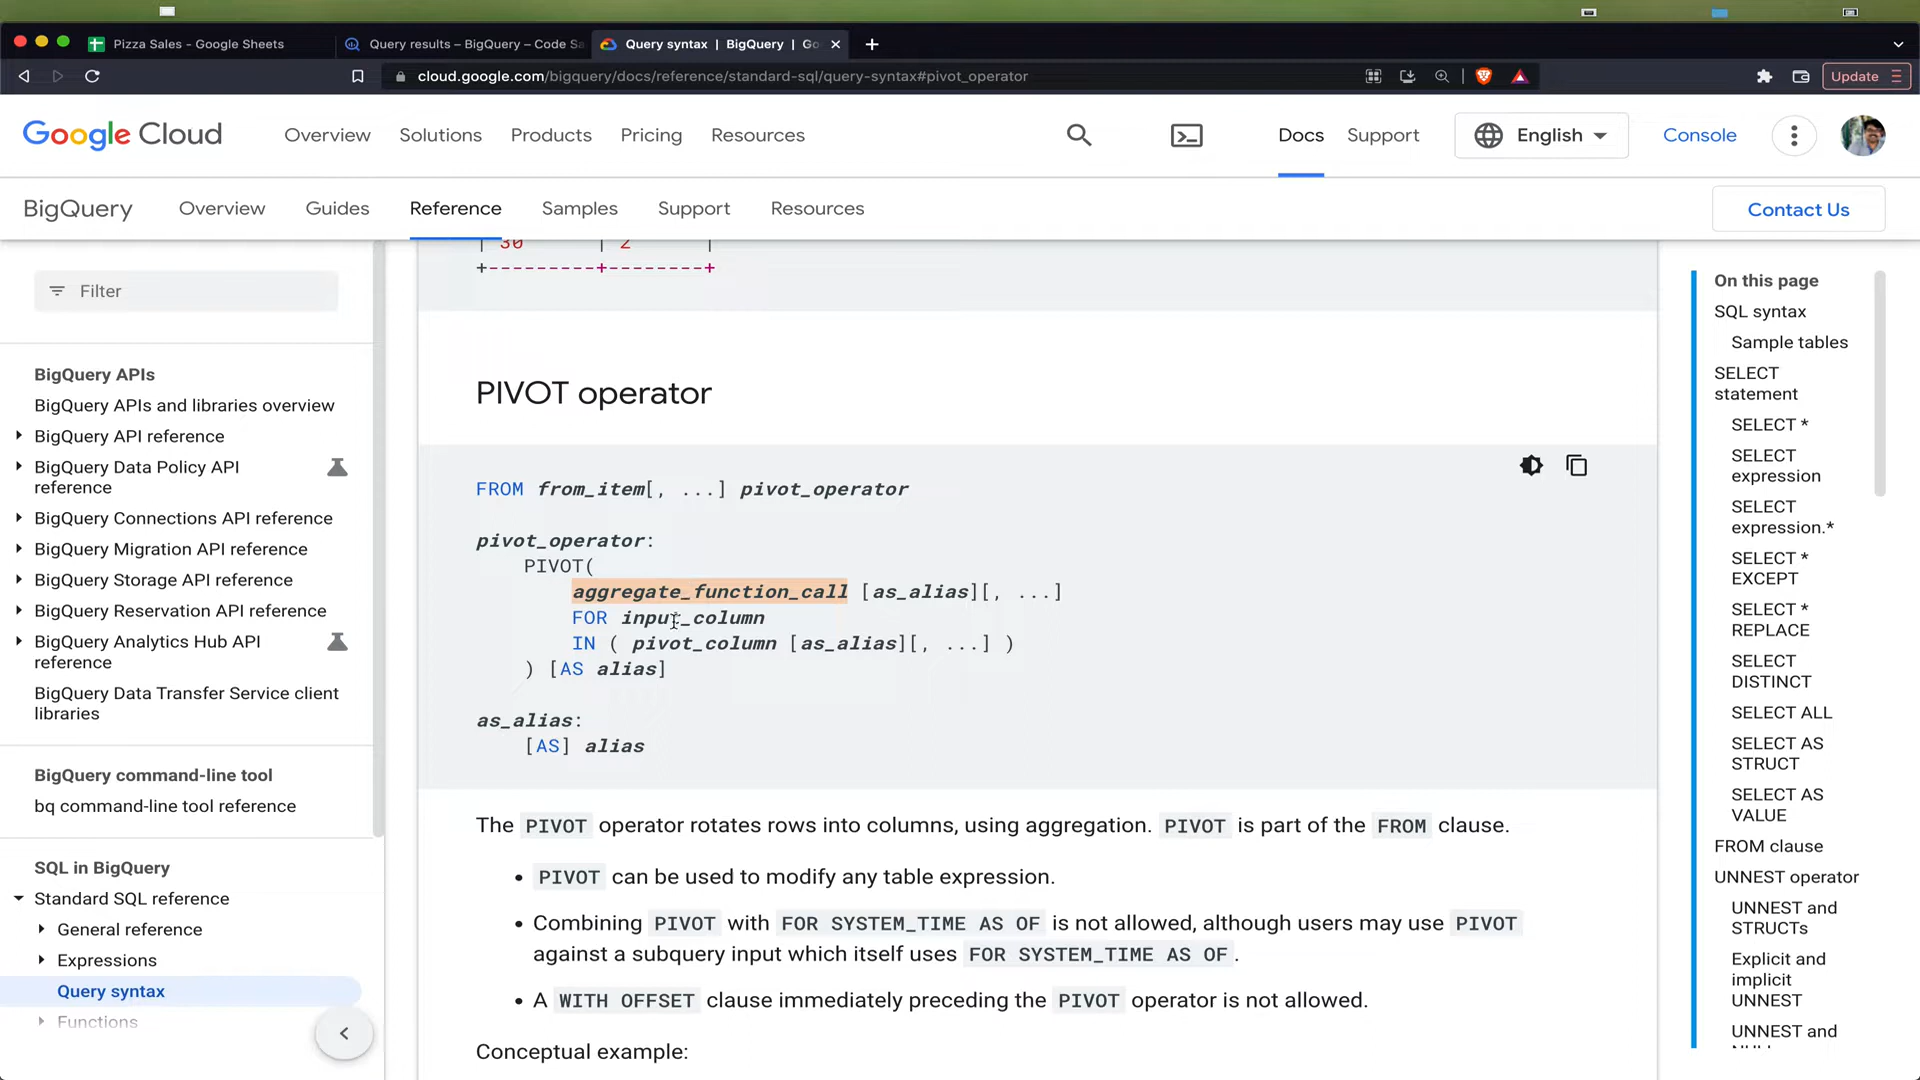 Pizza Sales - Google Sheets
Query results – BigQuery – Code Sa
Query syntax | BigQuery | Go
cloud.google.com/bigquery/docs/reference/standard-sql/query-syntax#pivot_operator
Update
Google Cloud
Overview
Solutions
Products
Pricing
Resources
Docs
Support
English
Console
BigQuery
Overview
Guides
Reference
Samples
Support
Resources
Contact Us
Filter
BigQuery APIs
BigQuery APIs and libraries overview
BigQuery API reference
BigQuery Data Policy API
reference
BigQuery Connections API reference
BigQuery Migration API reference
BigQuery Storage API reference
BigQuery Reservation API reference
BigQuery Analytics Hub API
reference
BigQuery Data Transfer Service client
libraries
BigQuery command-line tool
bq command-line tool reference
SQL in BigQuery
Standard SQL reference
General reference
Expressions
Query syntax
Functions
| 30 | 2 |
+---------+--------+
PIVOT operator
FROM from_item[, ...] pivot_operator
pivot_operator:
PIVOT(
aggregate_function_call [as_alias][, ...]
FOR input_column
IN ( pivot_column [as_alias][, ...] )
) [AS alias]
as_alias:
[AS] alias
The PIVOT operator rotates rows into columns, using aggregation. PIVOT is part of the FROM clause.
• PIVOT can be used to modify any table expression.
• Combining PIVOT with FOR SYSTEM_TIME AS OF is not allowed, although users may use PIVOT
against a subquery input which itself uses FOR SYSTEM_TIME AS OF.
• A WITH OFFSET clause immediately preceding the PIVOT operator is not allowed.
Conceptual example:
On this page
SQL syntax
Sample tables
SELECT
statement
SELECT *
SELECT
expression
SELECT
expression.*
SELECT *
EXCEPT
SELECT *
REPLACE
SELECT
DISTINCT
SELECT ALL
SELECT AS
STRUCT
SELECT AS
VALUE
FROM clause
UNNEST operator
UNNEST and
STRUCTs
Explicit and
implicit
UNNEST
UNNEST and